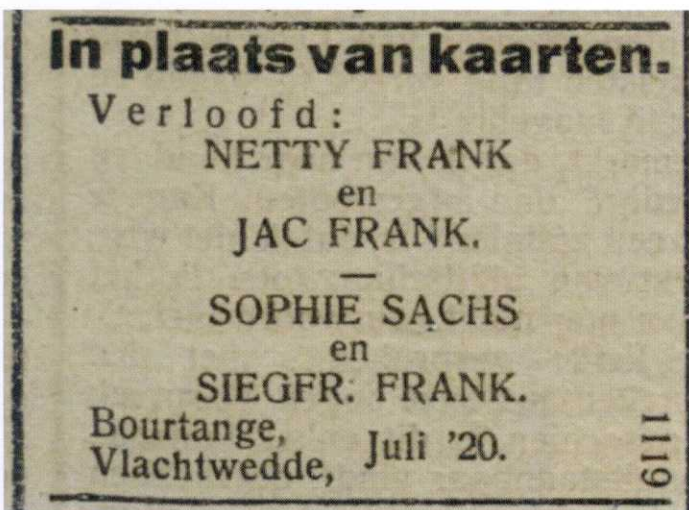 In plaats van kaarten.
Verloofd:
NETTY FRANK
en
JAC FRANK.
—
SOPHIE SACHS
en
SIEGFR. FRANK.
Bourtange,
Vlachtwedde, Juli '20.
1119